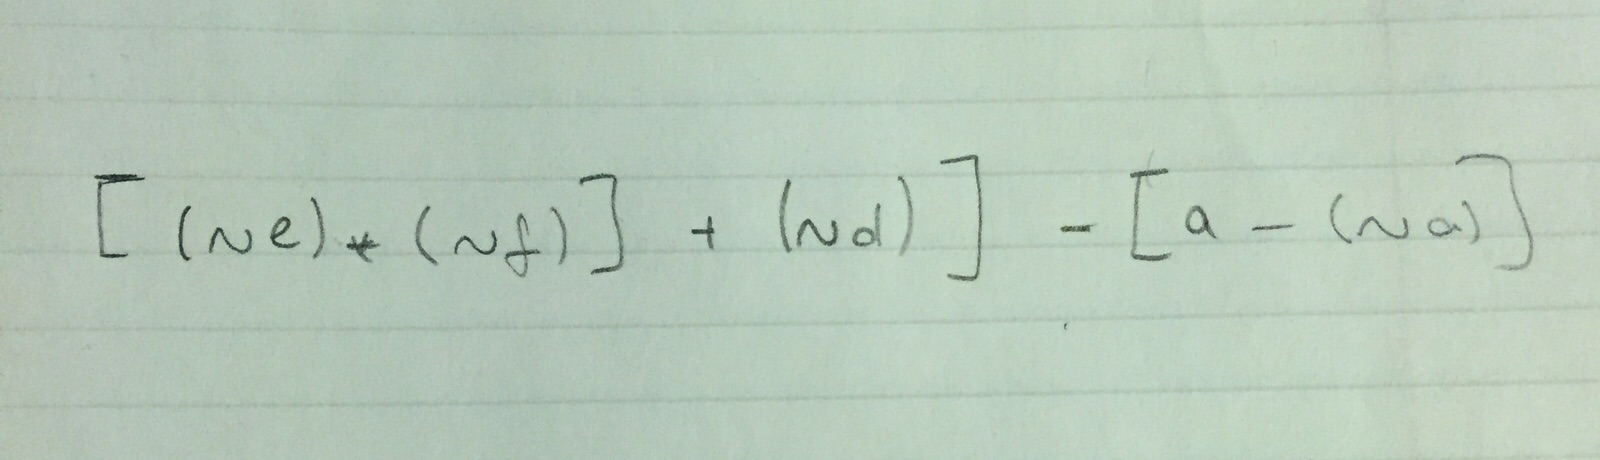 [ (~e) * (~f) ] + (~d) ] - [ a - (~a) ]